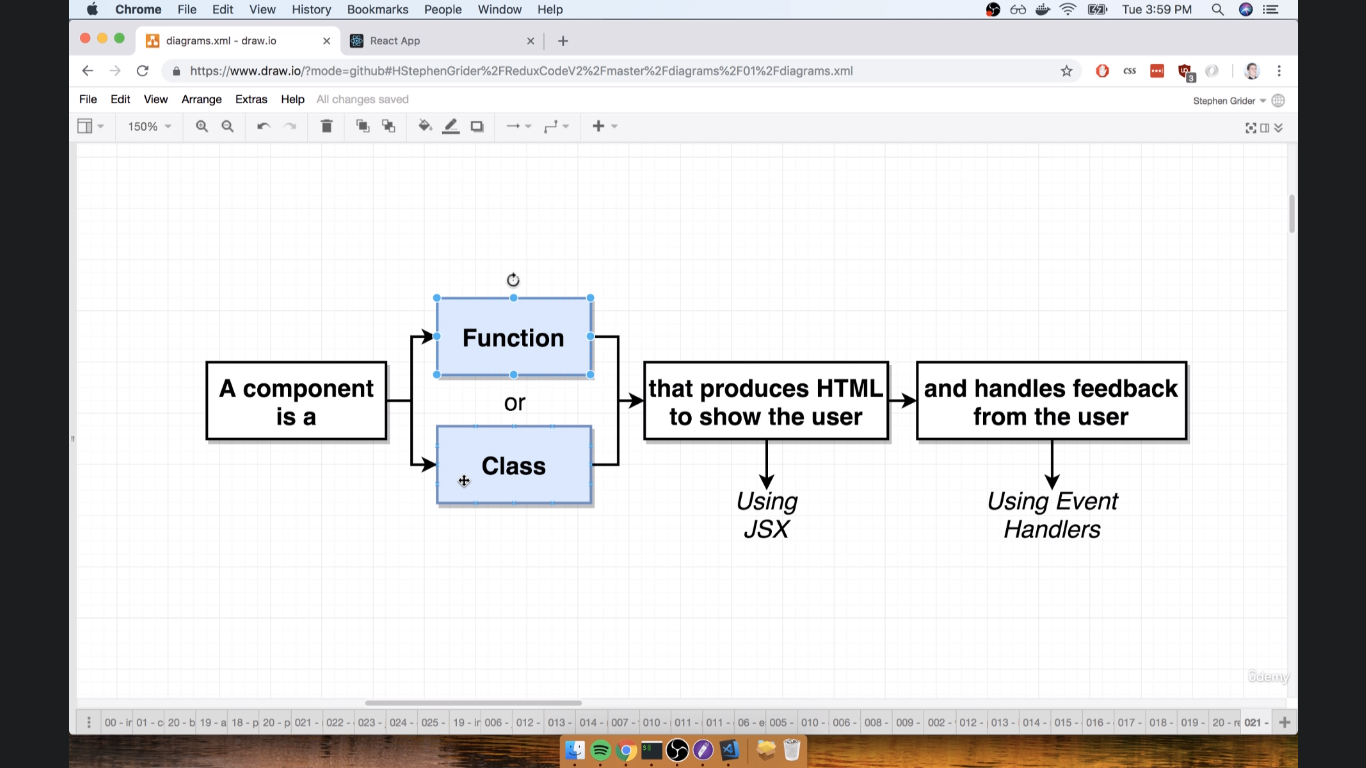 Chrome File Edit View History Bookmarks People Window Help Tue 3:59 PM
diagrams.xml - draw.io React App
https://www.draw.io/?mode=github#HStephenGrider%2FReduxCodeV2%2Fmaster%2Fdiagrams%2F01%2Fdiagrams.xml css 3
File Edit View Arrange Extras Help All changes saved Stephen Grider
150%
Function
A component
is a
or
Class
that produces HTML
to show the user
and handles feedback
from the user
Using
JSX
Using Event
Handlers
ûdemy
00 - ir 01 - c 20 - b 19 - a 18 - p 20 - p 021 - 022 - 023 - 024 - 025 - 19 - ir 006 - 012 - 013 - 014 - 007 - 010 - 011 - 011 - 06 - e 005 - 010 - 006 - 008 - 009 - 002 - 012 - 013 - 014 - 015 - 016 - 017 - 018 - 019 - 20 - re 021 -